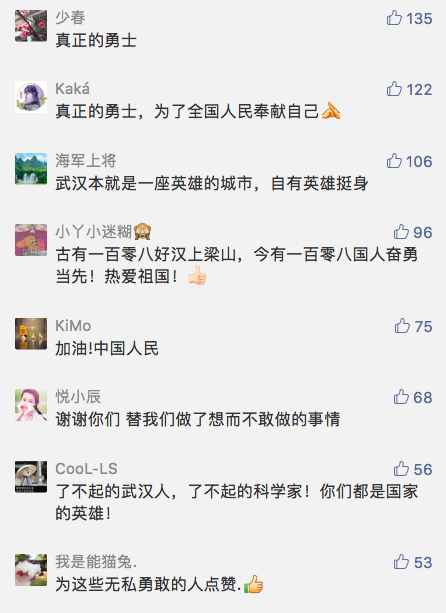 少春 135
真正的勇士
Kaká 122
真正的勇士，为了全国人民奉献自己
海军上将 106
武汉本就是一座英雄的城市，自有英雄挺身
小丫小迷糊 96
古有一百零八好汉上梁山，今有一百零八国人奋勇
当先！热爱祖国！
KiMo 75
加油!中国人民
悦小辰 68
谢谢你们 替我们做了想而不敢做的事情
CooL-LS 56
了不起的武汉人，了不起的科学家！你们都是国家
的英雄！
我是能猫兔. 53
为这些无私勇敢的人点赞.